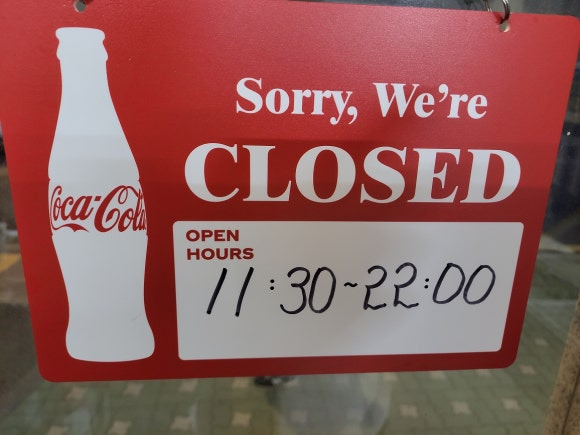 Sorry, We're
CLOSED
Coca-Cola
OPEN
HOURS
11:30~22:00